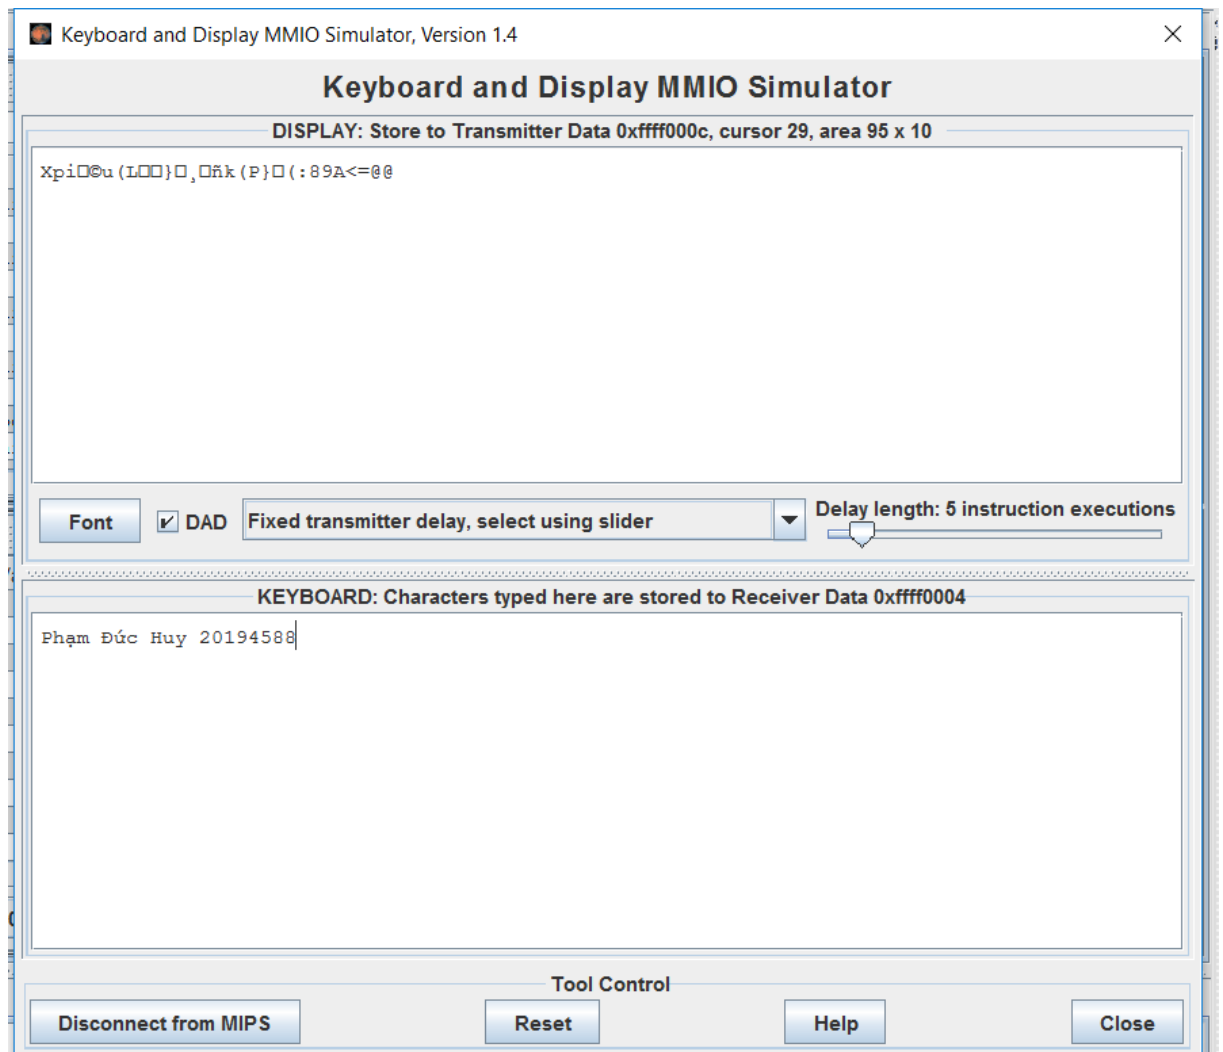 Keyboard and Display MMIO Simulator, Version 1.4
Keyboard and Display MMIO Simulator
DISPLAY: Store to Transmitter Data 0xffff000c, cursor 29, area 95 x 10
Xpi□©u(L□□}□¸□ñk(P}□(:89A<=@@
Font
DAD
Fixed transmitter delay, select using slider
Delay length: 5 instruction executions
KEYBOARD: Characters typed here are stored to Receiver Data 0xffff0004
Phạm Đức Huy 20194588
Tool Control
Disconnect from MIPS
Reset
Help
Close